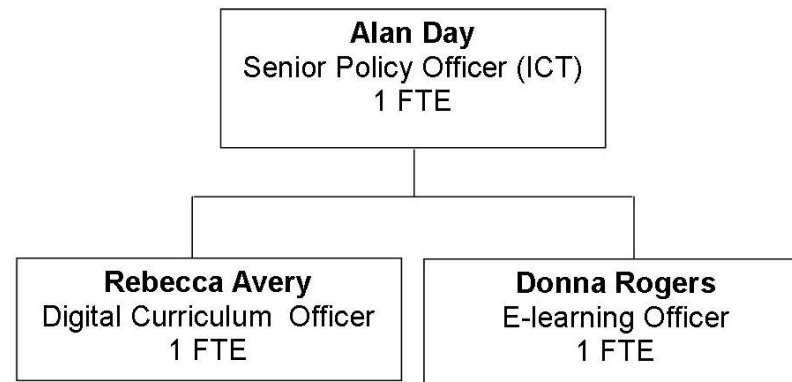 Alan Day
Senior Policy Officer (ICT)
1 FTE
Rebecca Avery
Digital Curriculum  Officer
1 FTE
Donna Rogers
E-learning Officer
1 FTE